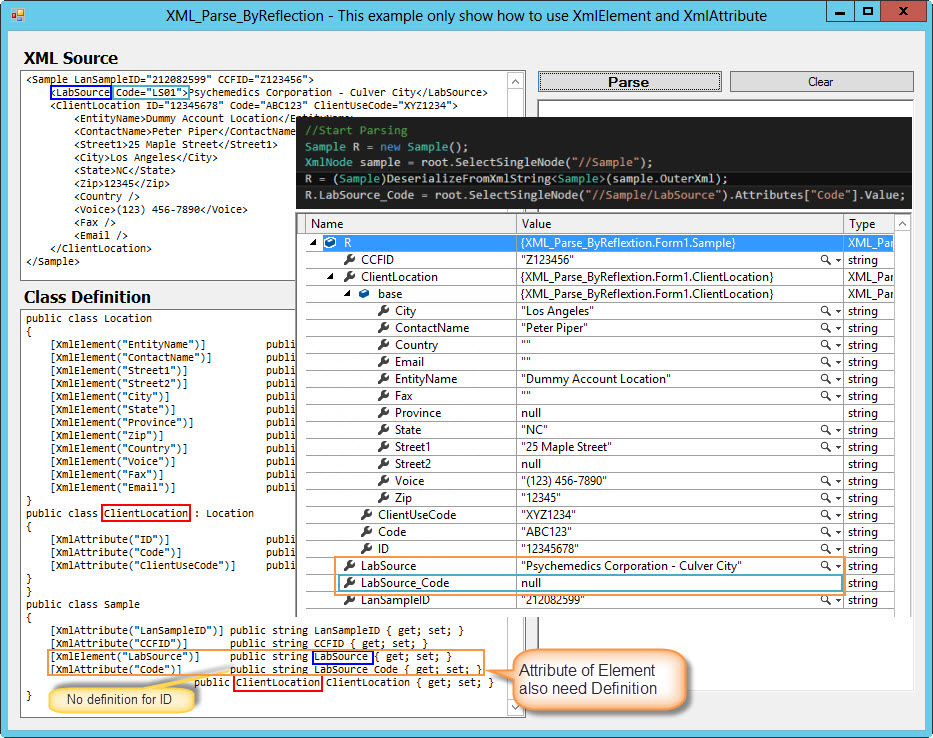 XML_Parse_ByReflection - This example only show how to use XmlElement and XmlAttribute
XML Source
<Sample LanSampleID="212082599" CCFID="Z123456">
<LabSource Code="LS01">Psychemedics Corporation - Culver City</LabSource>
<ClientLocation ID="12345678" Code="ABC123" ClientUseCode="XYZ1234">
<EntityName>Dummy Account Location</EntityName>
<ContactName>Peter Piper</ContactName
<Street1>25 Maple Street</Street1>
<City>Los Angeles</City>
<State>NC</State>
<Zip>12345</Zip>
<Country />
<Voice>(123) 456-7890</Voice>
<Fax />
<Email />
</ClientLocation>
</Sample>
Parse
Clear
//Start Parsing
Sample R = new Sample();
XmlNode sample = root.SelectSingleNode("//Sample");
R = (Sample)DeserializeFromXmlString<Sample>(sample.OuterXml);
R.LabSource_Code = root.SelectSingleNode("//Sample/LabSource").Attributes["Code"].Value;
Name Value Type
R {XML_Parse_ByReflextion.Form1.Sample} XML_Par
CCFID "Z123456" string
ClientLocation {XML_Parse_ByReflextion.Form1.ClientLocation} XML_Par
base {XML_Parse_ByReflextion.Form1.ClientLocation} XML_Par
City "Los Angeles" string
ContactName "Peter Piper" string
Country "" string
Email "" string
EntityName "Dummy Account Location" string
Fax "" string
Province null string
State "NC" string
Street1 "25 Maple Street" string
Street2 null string
Voice "(123) 456-7890" string
Zip "12345" string
ClientUseCode "XYZ1234" string
Code "ABC123" string
ID "12345678" string
LabSource "Psychemedics Corporation - Culver City" string
LabSource_Code null string
LanSampleID "212082599" string
Class Definition
public class Location
{
[XmlElement("EntityName")] publi
[XmlElement("ContactName")] publi
[XmlElement("Street1")] publi
[XmlElement("Street2")] publi
[XmlElement("City")] publi
[XmlElement("State")] publi
[XmlElement("Province")] publi
[XmlElement("Zip")] publi
[XmlElement("Country")] publi
[XmlElement("Voice")] publi
[XmlElement("Fax")] publi
[XmlElement("Email")] publi
}
public class ClientLocation : Location
{
[XmlAttribute("ID")] publi
[XmlAttribute("Code")] publi
[XmlAttribute("ClientUseCode")] publi
}
}
public class Sample
{
[XmlAttribute("LanSampleID")] public string LanSampleID { get; set; }
[XmlAttribute("CCFID")] public string CCFID { get; set; }
[XmlElement("LabSource")] public string LabSource { get; set; }
[XmlAttribute("Code")] public string LabSource_Code { get; set; }
public ClientLocation ClientLocation { get; set; }
}
No definition for ID
Attribute of Element
also need Definition